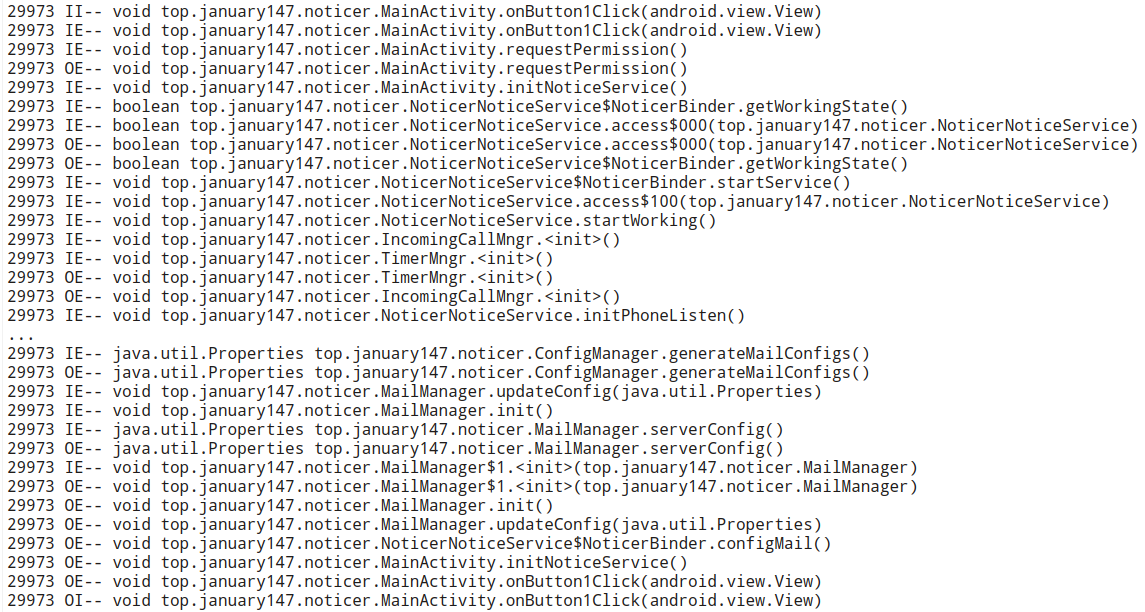 29973 II-- void top.january147.noticer.MainActivity.onButton1Click(android.view.View)
29973 IE-- void top.january147.noticer.MainActivity.onButton1Click(android.view.View)
29973 IE-- void top.january147.noticer.MainActivity.requestPermission()
29973 OE-- void top.january147.noticer.MainActivity.requestPermission()
29973 IE-- void top.january147.noticer.MainActivity.initNoticeService()
29973 IE-- boolean top.january147.noticer.NoticerNoticeService$NoticerBinder.getWorkingState()
29973 IE-- boolean top.january147.noticer.NoticerNoticeService.access$000(top.january147.noticer.NoticerNoticeService)
29973 OE-- boolean top.january147.noticer.NoticerNoticeService.access$000(top.january147.noticer.NoticerNoticeService)
29973 OE-- boolean top.january147.noticer.NoticerNoticeService$NoticerBinder.getWorkingState()
29973 IE-- void top.january147.noticer.NoticerNoticeService$NoticerBinder.startService()
29973 IE-- void top.january147.noticer.NoticerNoticeService.access$100(top.january147.noticer.NoticerNoticeService)
29973 IE-- void top.january147.noticer.NoticerNoticeService.startWorking()
29973 IE-- void top.january147.noticer.IncomingCallMngr.<init>()
29973 IE-- void top.january147.noticer.TimerMngr.<init>()
29973 OE-- void top.january147.noticer.TimerMngr.<init>()
29973 OE-- void top.january147.noticer.IncomingCallMngr.<init>()
29973 IE-- void top.january147.noticer.NoticerNoticeService.initPhoneListen()
...
29973 IE-- java.util.Properties top.january147.noticer.ConfigManager.generateMailConfigs()
29973 OE-- java.util.Properties top.january147.noticer.ConfigManager.generateMailConfigs()
29973 IE-- void top.january147.noticer.MailManager.updateConfig(java.util.Properties)
29973 IE-- void top.january147.noticer.MailManager.init()
29973 IE-- java.util.Properties top.january147.noticer.MailManager.serverConfig()
29973 OE-- java.util.Properties top.january147.noticer.MailManager.serverConfig()
29973 IE-- void top.january147.noticer.MailManager$1.<init>(top.january147.noticer.MailManager)
29973 OE-- void top.january147.noticer.MailManager$1.<init>(top.january147.noticer.MailManager)
29973 OE-- void top.january147.noticer.MailManager.init()
29973 OE-- void top.january147.noticer.MailManager.updateConfig(java.util.Properties)
29973 OE-- void top.january147.noticer.NoticerNoticeService$NoticerBinder.configMail()
29973 OE-- void top.january147.noticer.MainActivity.initNoticeService()
29973 OE-- void top.january147.noticer.MainActivity.onButton1Click(android.view.View)
29973 OI-- void top.january147.noticer.MainActivity.onButton1Click(android.view.View)